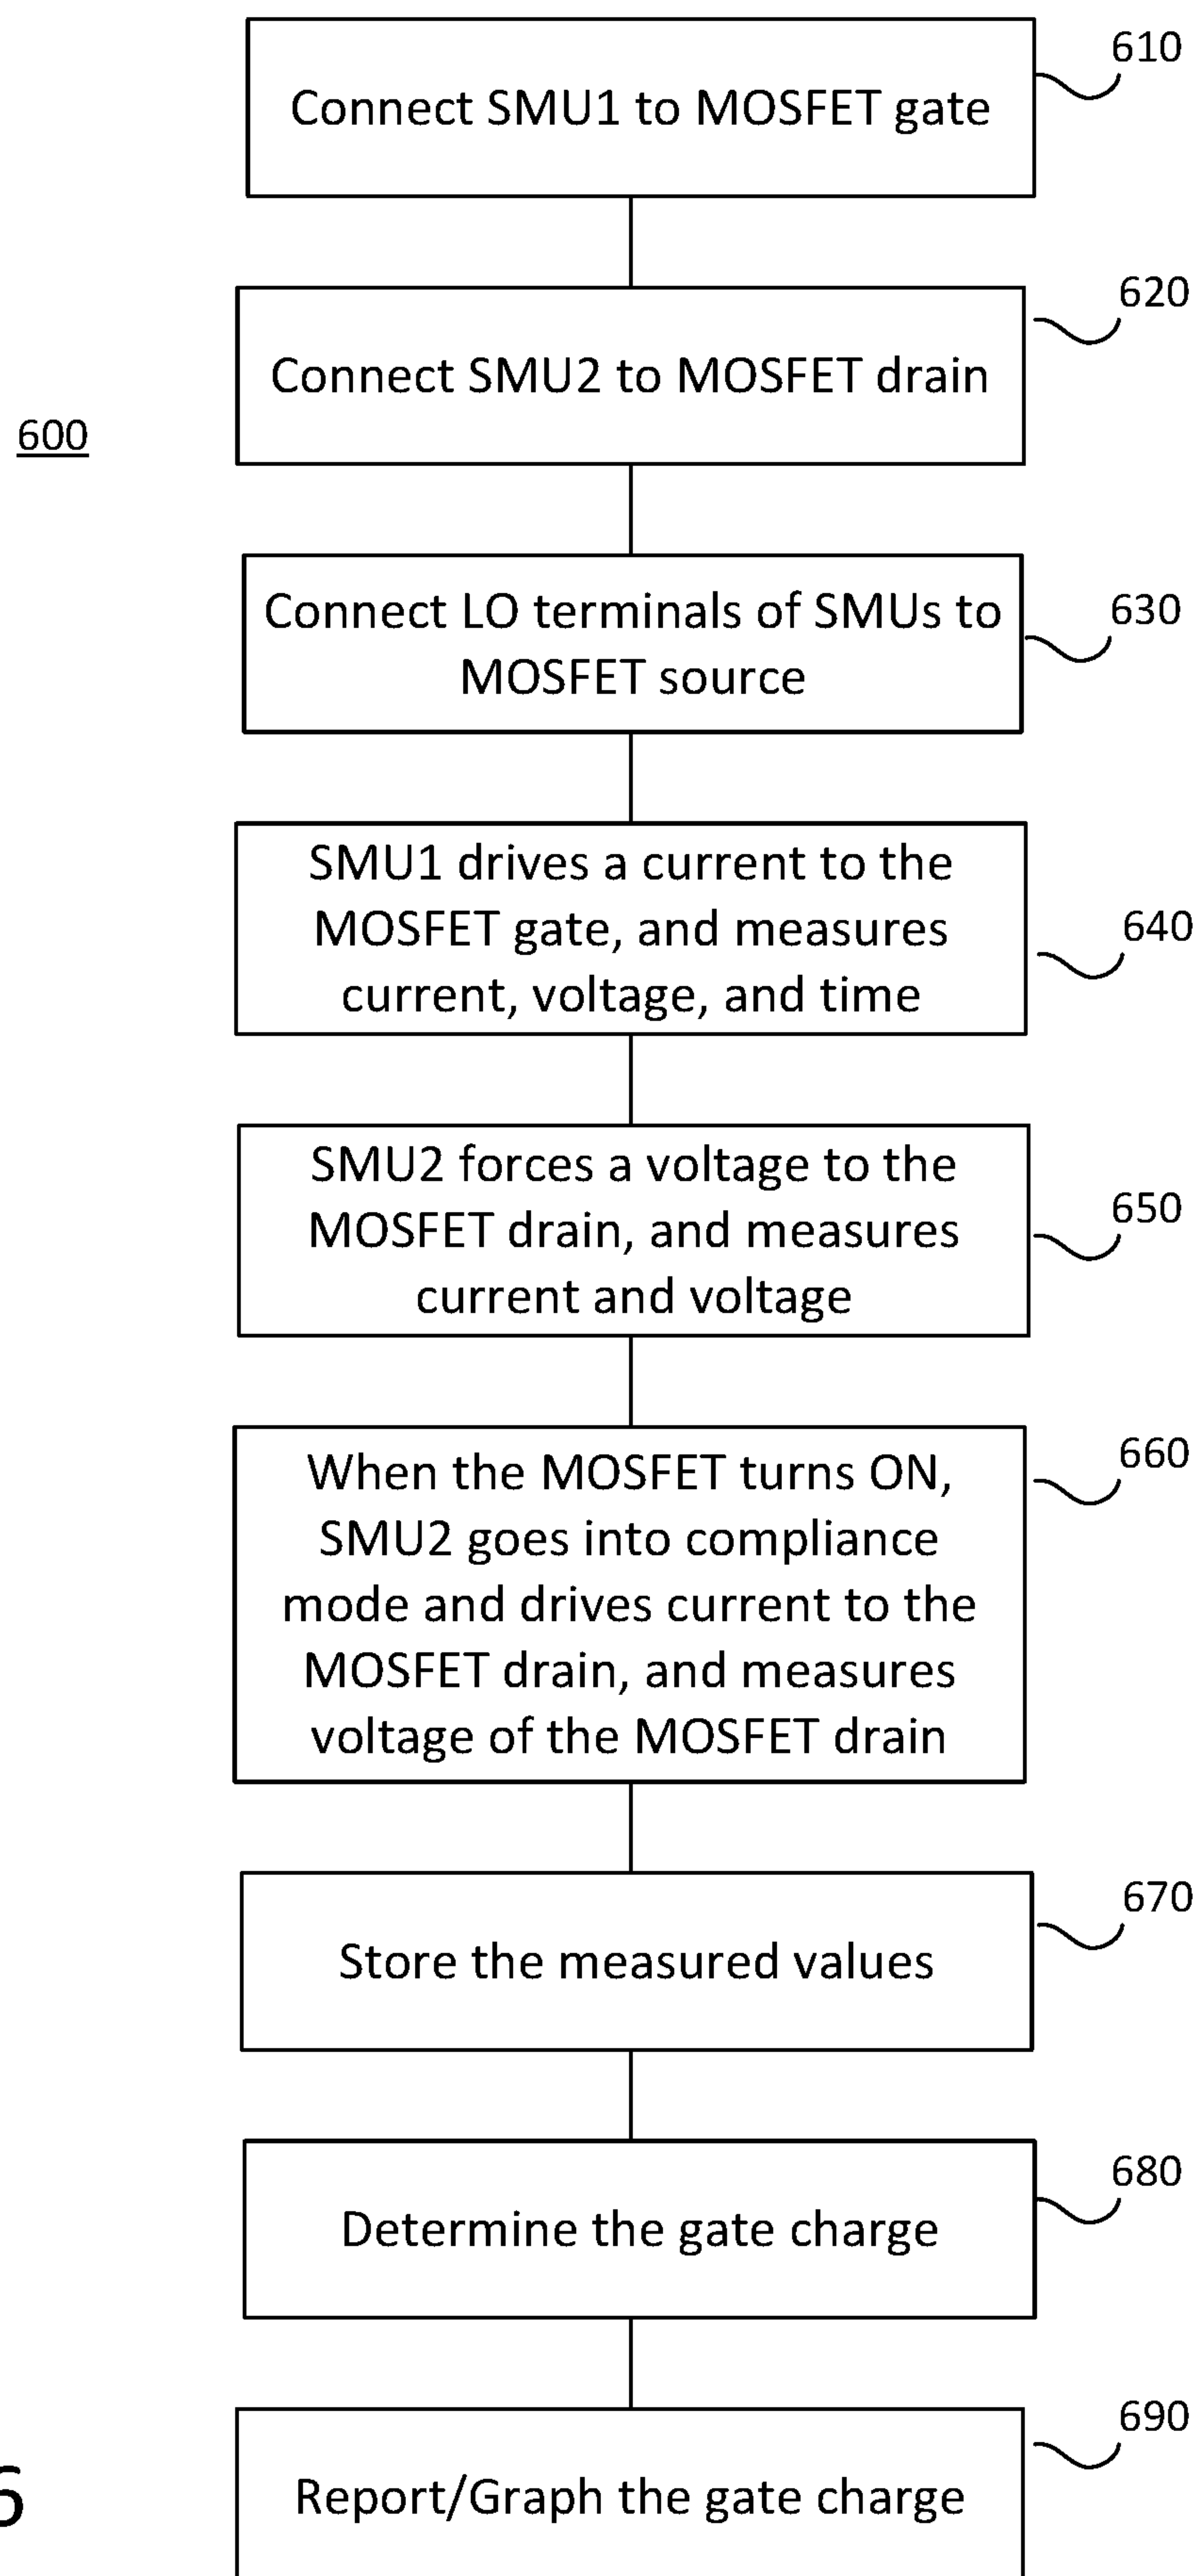 610
Connect SMU1 to MOSFET gate
620
Connect SMU2 to MOSFET drain
600
630
Connect LO terminals of SMUs to
MOSFET source
SMU1 drives a current to the
MOSFET gate, and measures
current, voltage, and time
640
SMU2 forces a voltage to the
MOSFET drain, and measures
current and voltage
650
660
When the MOSFET turns ON,
SMU2 goes into compliance
mode and drives current to the
MOSFET drain, and measures
voltage of the MOSFET drain
670
Store the measured values
680
Determine the gate charge
690
Report/Graph the gate charge
6